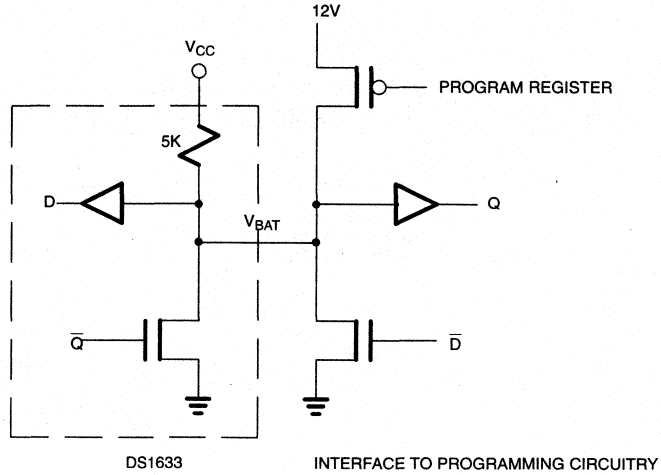 12V
V_CC
PROGRAM REGISTER
5K
D
Q
V_BAT
Q̅
D̅
DS1633
INTERFACE TO PROGRAMMING CIRCUITRY